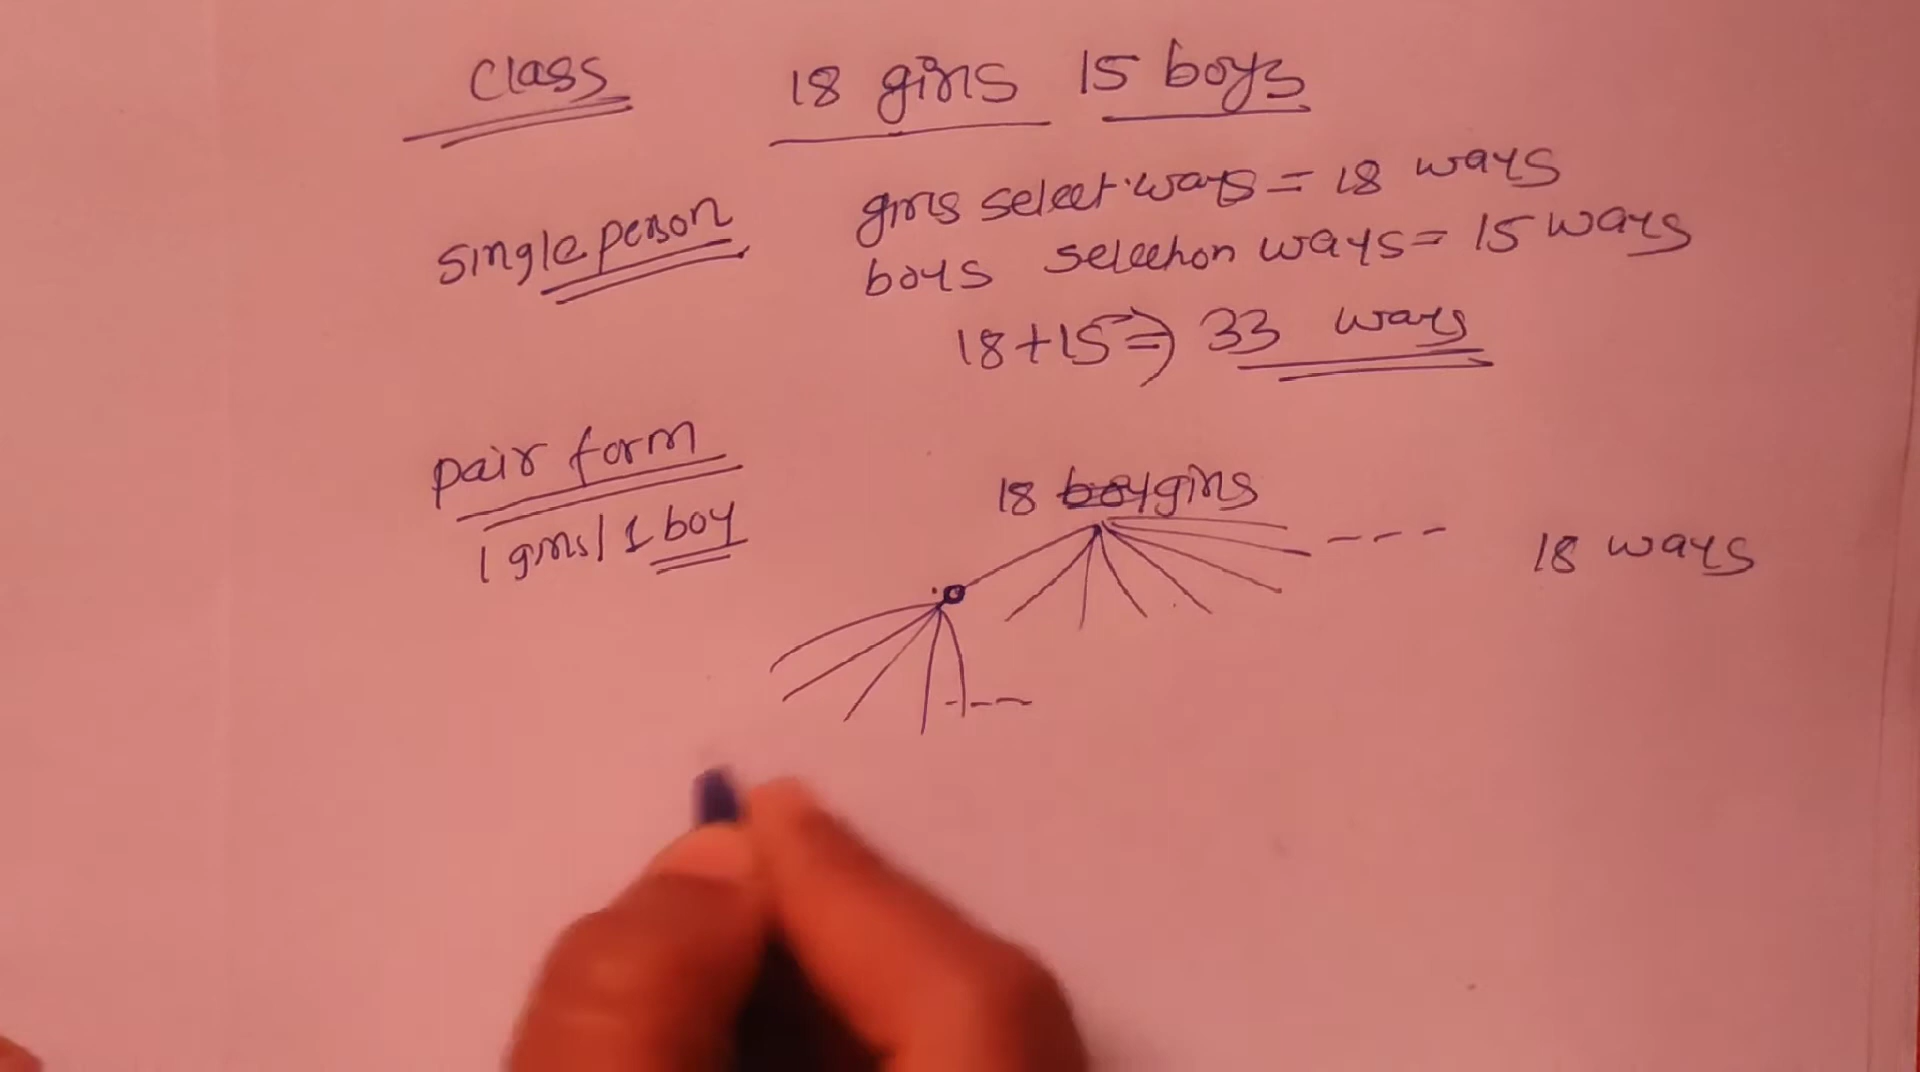 class 18 girls 15 boys
single person
girls select ways = 18 ways
boys selection ways = 15 ways
18+15 ⇒ 33 ways
pair form
1 girls/1 boy
18 boy girls
18 ways